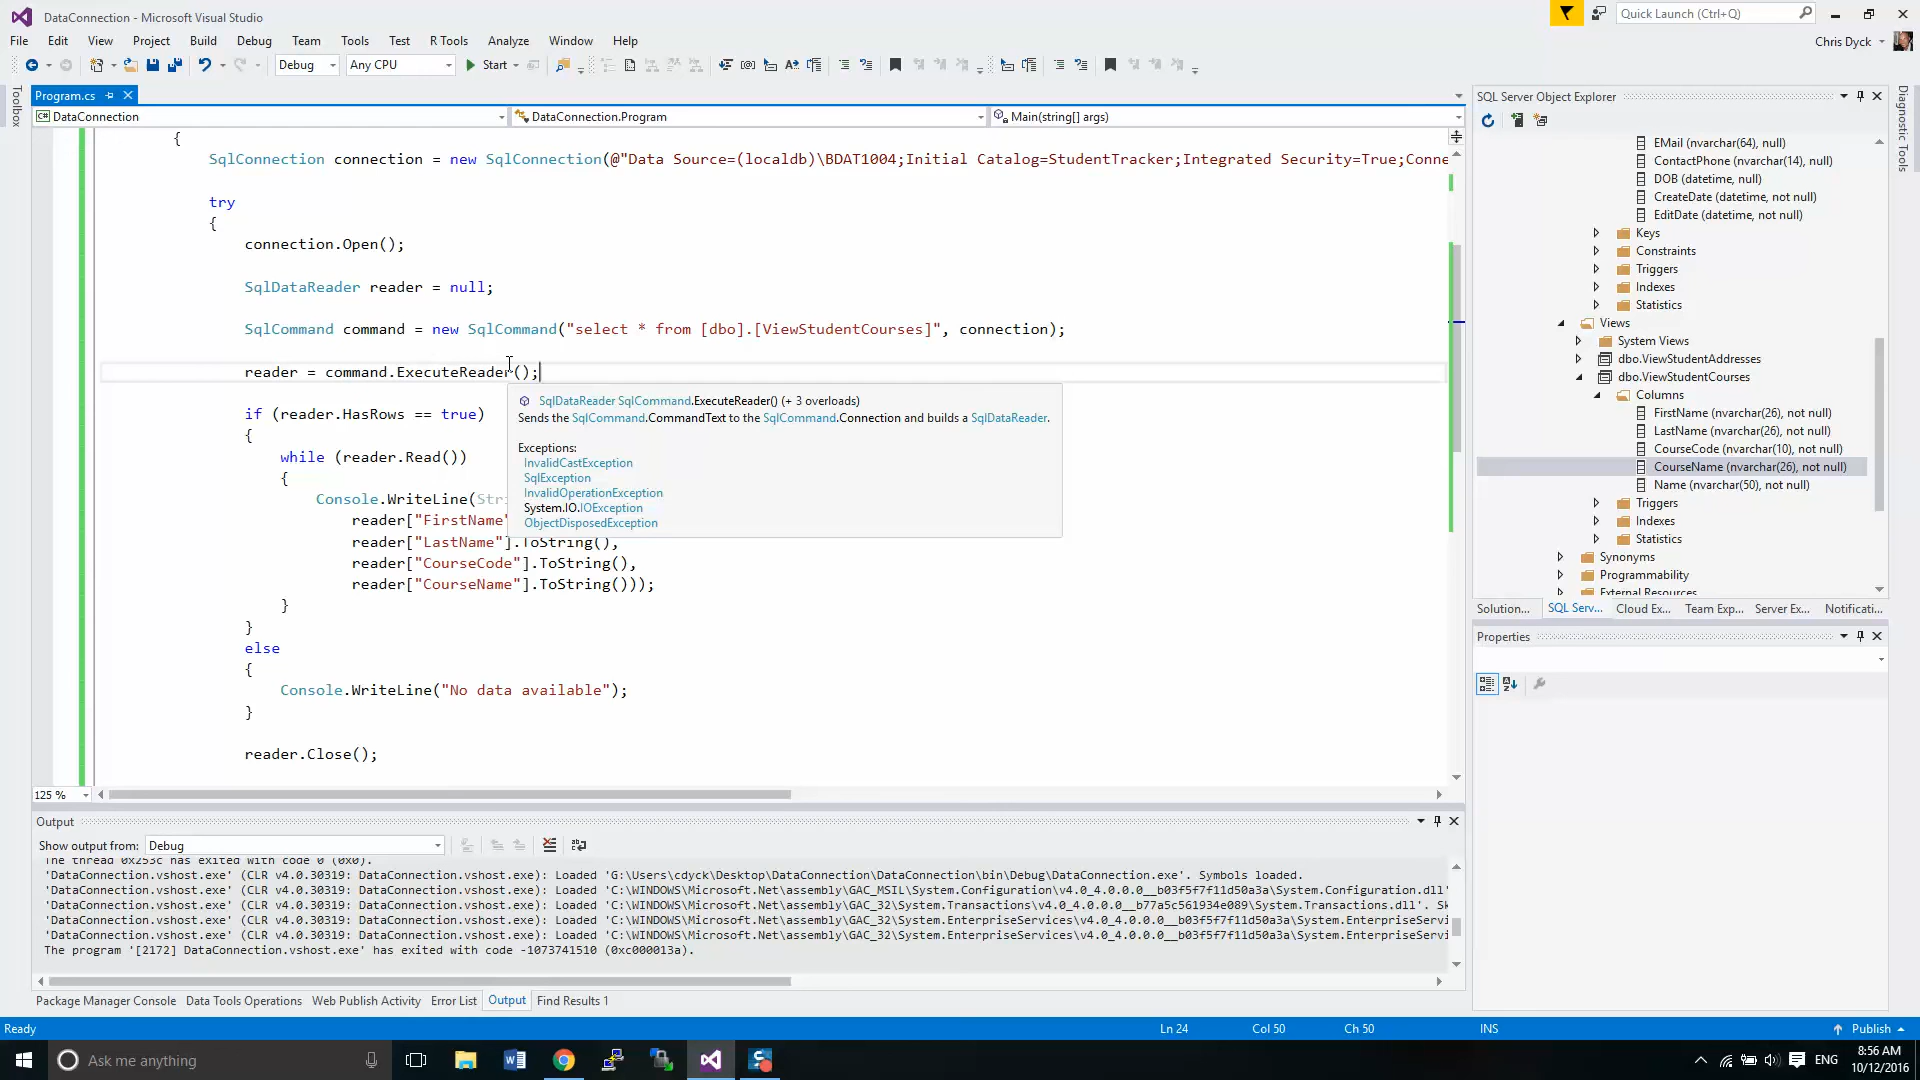 DataConnection - Microsoft Visual Studio
Quick Launch (Ctrl+Q)
File Edit View Project Build Debug Team Tools Test R Tools Analyze Window Help
Chris Dyck
Debug Any CPU Start
Toolbox
Program.cs
DataConnection DataConnection.Program Main(string[] args)
{
SqlConnection connection = new SqlConnection(@"Data Source=(localdb)\BDAT1004;Initial Catalog=StudentTracker;Integrated Security=True;Conne
try
{
connection.Open();
SqlDataReader reader = null;
SqlCommand command = new SqlCommand("select * from [dbo].[ViewStudentCourses]", connection);
reader = command.ExecuteReader();
if (reader.HasRows == true)
{
while (reader.Read())
{
Console.WriteLine(Stri
reader["FirstName"
reader["LastName"].ToString(),
reader["CourseCode"].ToString(),
reader["CourseName"].ToString()));
}
}
else
{
Console.WriteLine("No data available");
}
reader.Close();
SqlDataReader SqlCommand.ExecuteReader() (+ 3 overloads)
Sends the SqlCommand.CommandText to the SqlCommand.Connection and builds a SqlDataReader.
Exceptions:
InvalidCastException
SqlException
InvalidOperationException
System.IO.IOException
ObjectDisposedException
125 %
Output
Show output from: Debug
The thread 0x253c has exited with code 0 (0x0).
'DataConnection.vshost.exe' (CLR v4.0.30319: DataConnection.vshost.exe): Loaded 'G:\Users\cdyck\Desktop\DataConnection\DataConnection\bin\Debug\DataConnection.exe'. Symbols loaded.
'DataConnection.vshost.exe' (CLR v4.0.30319: DataConnection.vshost.exe): Loaded 'C:\WINDOWS\Microsoft.Net\assembly\GAC_MSIL\System.Configuration\v4.0_4.0.0.0__b03f5f7f11d50a3a\System.Configuration.dll'
'DataConnection.vshost.exe' (CLR v4.0.30319: DataConnection.vshost.exe): Loaded 'C:\WINDOWS\Microsoft.Net\assembly\GAC_32\System.Transactions\v4.0_4.0.0.0__b77a5c561934e089\System.Transactions.dll'. Sk
'DataConnection.vshost.exe' (CLR v4.0.30319: DataConnection.vshost.exe): Loaded 'C:\WINDOWS\Microsoft.Net\assembly\GAC_32\System.EnterpriseServices\v4.0_4.0.0.0__b03f5f7f11d50a3a\System.EnterpriseServi
'DataConnection.vshost.exe' (CLR v4.0.30319: DataConnection.vshost.exe): Loaded 'C:\WINDOWS\Microsoft.Net\assembly\GAC_32\System.EnterpriseServices\v4.0_4.0.0.0__b03f5f7f11d50a3a\System.EnterpriseServi
The program '[2172] DataConnection.vshost.exe' has exited with code -1073741510 (0xc000013a).
Package Manager Console Data Tools Operations Web Publish Activity Error List Output Find Results 1
SQL Server Object Explorer
EMail (nvarchar(64), null)
ContactPhone (nvarchar(14), null)
DOB (datetime, null)
CreateDate (datetime, not null)
EditDate (datetime, not null)
Keys
Constraints
Triggers
Indexes
Statistics
Views
System Views
dbo.ViewStudentAddresses
dbo.ViewStudentCourses
Columns
FirstName (nvarchar(26), not null)
LastName (nvarchar(26), not null)
CourseCode (nvarchar(10), not null)
CourseName (nvarchar(26), not null)
Name (nvarchar(50), not null)
Triggers
Indexes
Statistics
Synonyms
Programmability
External Resources
Solution... SQL Serv... Cloud Ex... Team Exp... Server Ex... Notificati...
Properties
Diagnostic Tools
Ready Ln 24 Col 50 Ch 50 INS Publish
Ask me anything
ENG
8:56 AM
10/12/2016